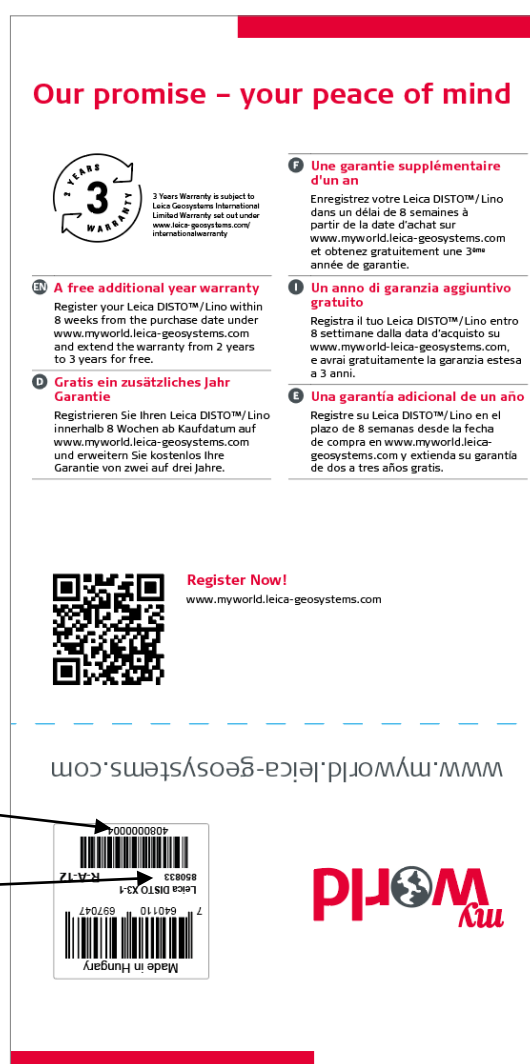 Our promise – your peace of mind
2 YEARS
3
WARRANTY
3 Years Warranty is subject to
Leica Geosystems International
Limited Warranty set out under
www.leica-geosystems.com/
internationalwarranty
EN A free additional year warranty
Register your Leica DISTO™/Lino within
8 weeks from the purchase date under
www.myworld.leica-geosystems.com
and extend the warranty from 2 years
to 3 years for free.
D Gratis ein zusätzliches Jahr
Garantie
Registrieren Sie Ihren Leica DISTO™/Lino
innerhalb 8 Wochen ab Kaufdatum auf
www.myworld.leica-geosystems.com
und erweitern Sie kostenlos Ihre
Garantie von zwei auf drei Jahre.
F Une garantie supplémentaire
d'un an
Enregistrez votre Leica DISTO™/Lino
dans un délai de 8 semaines à
partir de la date d'achat sur
www.myworld.leica-geosystems.com
et obtenez gratuitement une 3ème
année de garantie.
I Un anno di garanzia aggiuntivo
gratuito
Registra il tuo Leica DISTO™/Lino entro
8 settimane dalla data d'acquisto su
www.myworld-leica-geosystems.com,
e avrai gratuitamente la garanzia estesa
a 3 anni.
E Una garantía adicional de un año
Registre su Leica DISTO™/Lino en el
plazo de 8 semanas desde la fecha
de compra en www.myworld.leica-
geosystems.com y extienda su garantía
de dos a tres años gratis.
Register Now!
www.myworld.leica-geosystems.com
www.myworld.leica-geosystems.com
my World
Made in Hungary
7 640110 697047
Leica DISTO X3-1
850833 R-A-12
4080000004